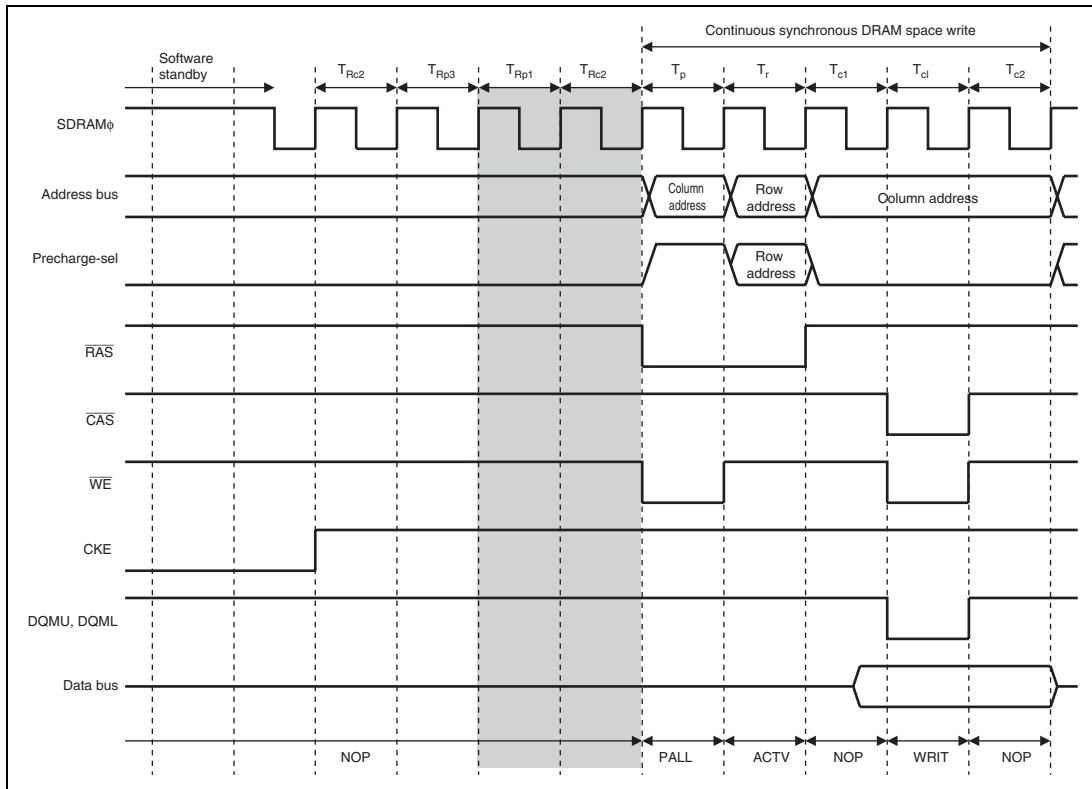 Continuous synchronous DRAM space write
Software
standby
TRc2 TRp3 TRp1 TRc2 Tp Tr Tc1 Tcl Tc2
SDRAMϕ
Address bus
Column
address
Row
address
Column address
Precharge-sel
Row
address
RAS
CAS
WE
CKE
DQMU, DQML
Data bus
NOP PALL ACTV NOP WRIT NOP